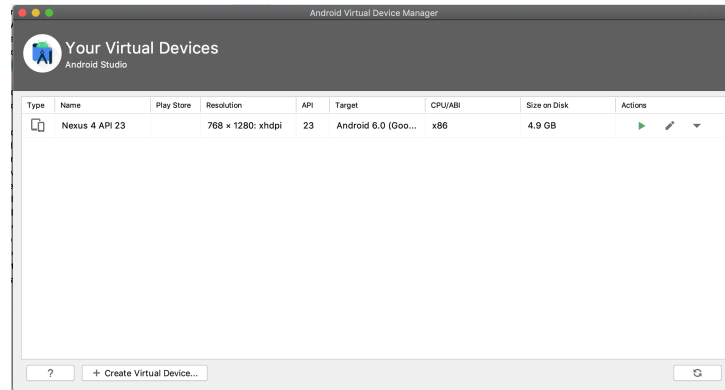 Android Virtual Device Manager
Your Virtual Devices
Android Studio
Type Name Play Store Resolution API Target CPU/ABI Size on Disk Actions
Nexus 4 API 23 768 × 1280: xhdpi 23 Android 6.0 (Goo... x86 4.9 GB
? + Create Virtual Device...